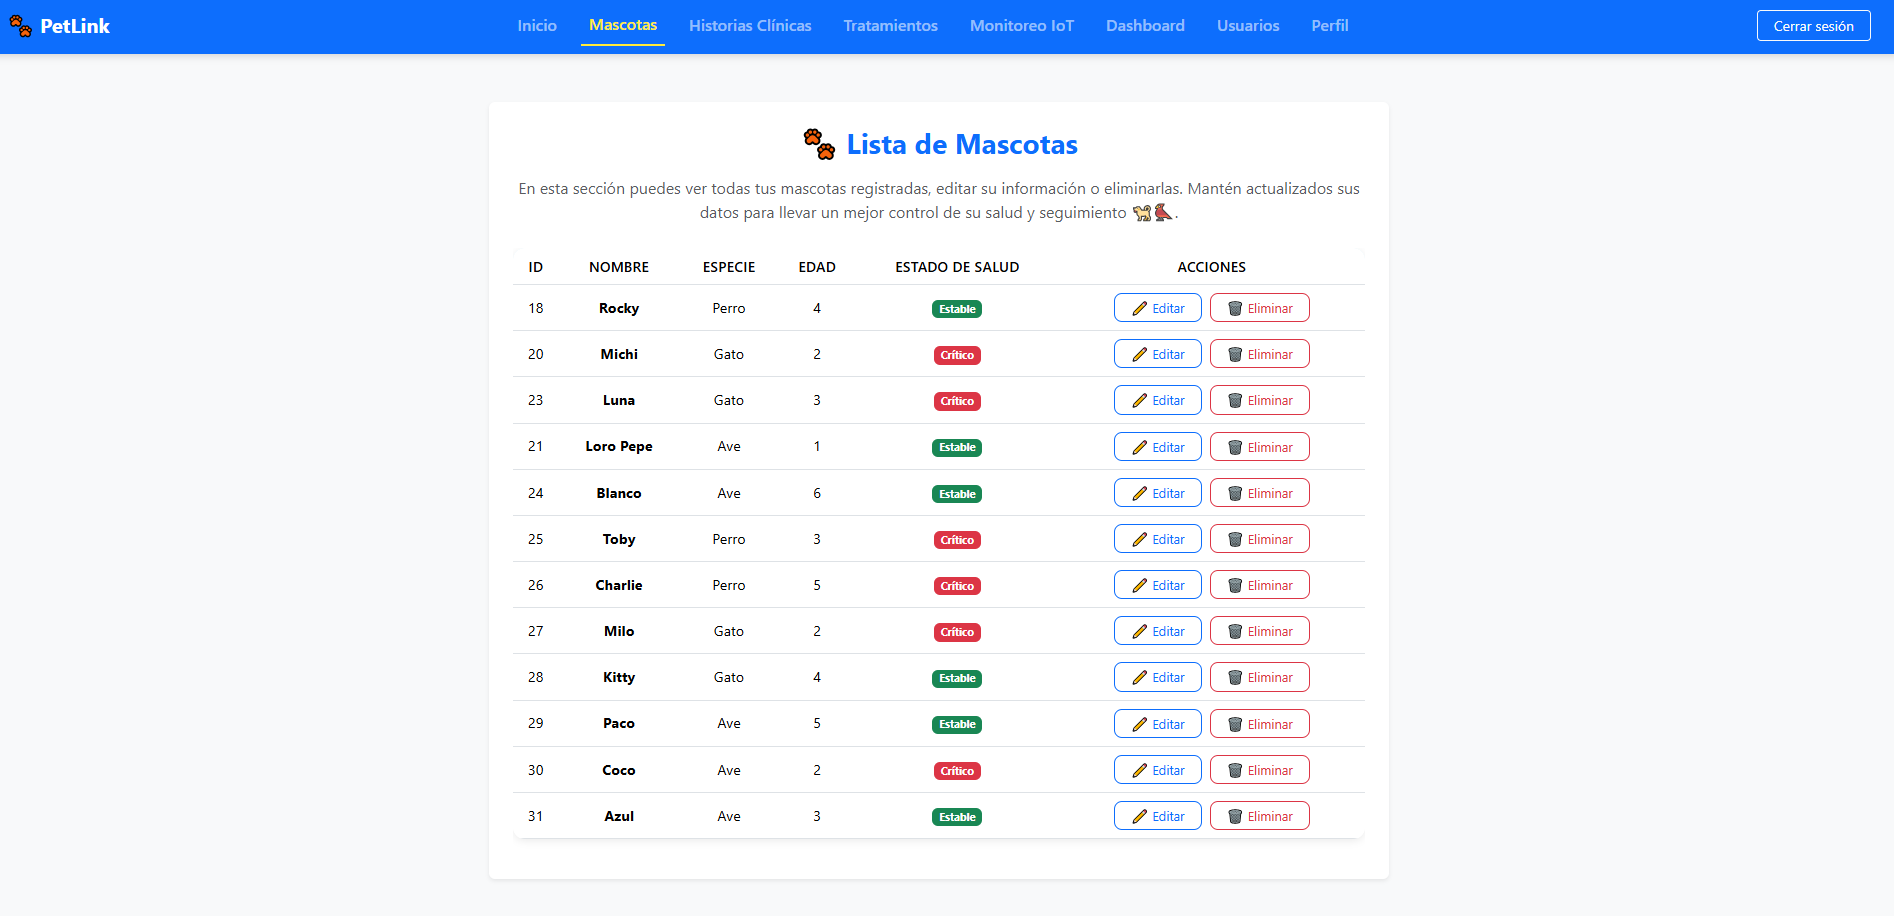 PetLink
Inicio Mascotas Historias Clínicas Tratamientos Monitoreo IoT Dashboard Usuarios Perfil
Cerrar sesión
Lista de Mascotas
En esta sección puedes ver todas tus mascotas registradas, editar su información o eliminarlas. Mantén actualizados sus
datos para llevar un mejor control de su salud y seguimiento 🐕🐦.
ID NOMBRE ESPECIE EDAD ESTADO DE SALUD ACCIONES
18 Rocky Perro 4 Estable Editar Eliminar
20 Michi Gato 2 Crítico Editar Eliminar
23 Luna Gato 3 Crítico Editar Eliminar
21 Loro Pepe Ave 1 Estable Editar Eliminar
24 Blanco Ave 6 Estable Editar Eliminar
25 Toby Perro 3 Crítico Editar Eliminar
26 Charlie Perro 5 Crítico Editar Eliminar
27 Milo Gato 2 Crítico Editar Eliminar
28 Kitty Gato 4 Estable Editar Eliminar
29 Paco Ave 5 Estable Editar Eliminar
30 Coco Ave 2 Crítico Editar Eliminar
31 Azul Ave 3 Estable Editar Eliminar